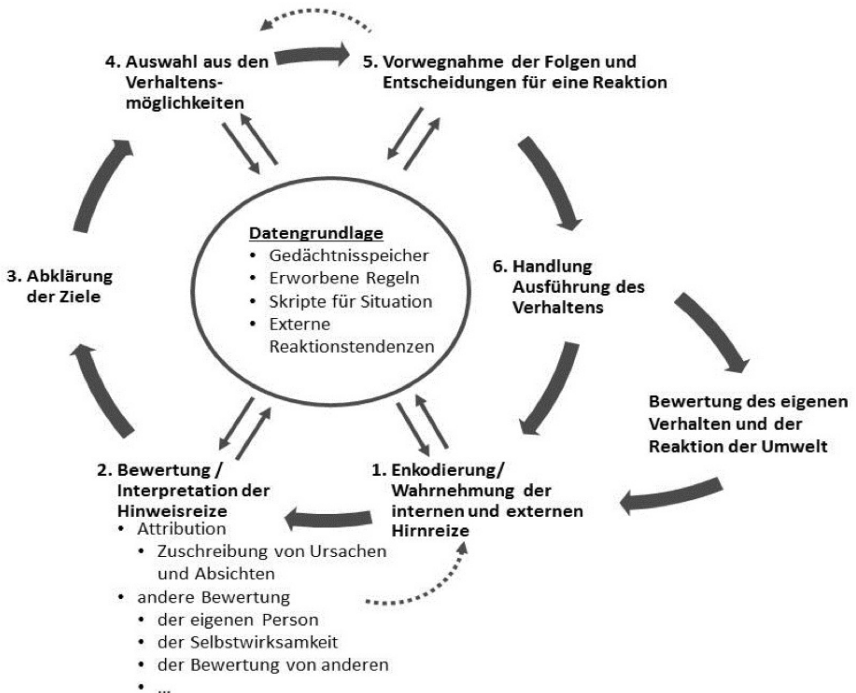 4. Auswahl aus den
Verhaltens-
möglichkeiten
5. Vorwegnahme der Folgen und
Entscheidungen für eine Reaktion
Datengrundlage
• Gedächtnisspeicher
• Erworbene Regeln
• Skripte für Situation
• Externe
Reaktionstendenzen
3. Abklärung
der Ziele
6. Handlung
Ausführung des
Verhaltens
Bewertung des eigenen
Verhalten und der
Reaktion der Umwelt
2. Bewertung /
Interpretation der
Hinweisreize
• Attribution
• Zuschreibung von Ursachen
und Absichten
• andere Bewertung
• der eigenen Person
• der Selbstwirksamkeit
• der Bewertung von anderen
• ...
1. Enkodierung/
Wahrnehmung der
internen und externen
Hirnreize